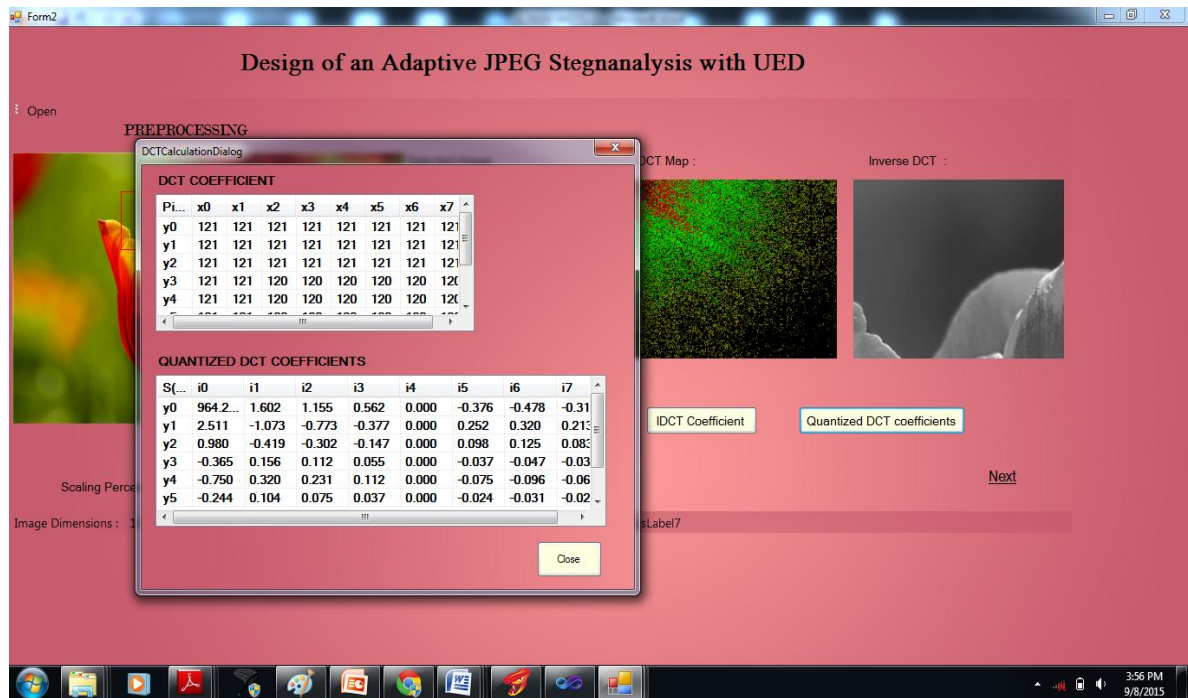 Form2
Design of an Adaptive JPEG Stegnanalysis with UED
Open
PREPROCESSING
DCTCalculationDialog
DCT COEFFICIENT
Pi... x0 x1 x2 x3 x4 x5 x6 x7
y0 121 121 121 121 121 121 121 121
y1 121 121 121 121 121 121 121 121
y2 121 121 121 121 121 121 121 121
y3 121 121 120 120 120 120 120 120
y4 121 121 120 120 120 120 120 120
QUANTIZED DCT COEFFICIENTS
S(... i0 i1 i2 i3 i4 i5 i6 i7
y0 964.2... 1.602 1.155 0.562 0.000 -0.376 -0.478 -0.31
y1 2.511 -1.073 -0.773 -0.377 0.000 0.252 0.320 0.213
y2 0.980 -0.419 -0.302 -0.147 0.000 0.098 0.125 0.083
y3 -0.365 0.156 0.112 0.055 0.000 -0.037 -0.047 -0.03
y4 -0.750 0.320 0.231 0.112 0.000 -0.075 -0.096 -0.06
y5 -0.244 0.104 0.075 0.037 0.000 -0.024 -0.031 -0.02
Close
DCT Map :
Inverse DCT :
IDCT Coefficient
Quantized DCT coefficients
Next
Scaling Perce
Image Dimensions : 1
sLabel7
3:56 PM
9/8/2015